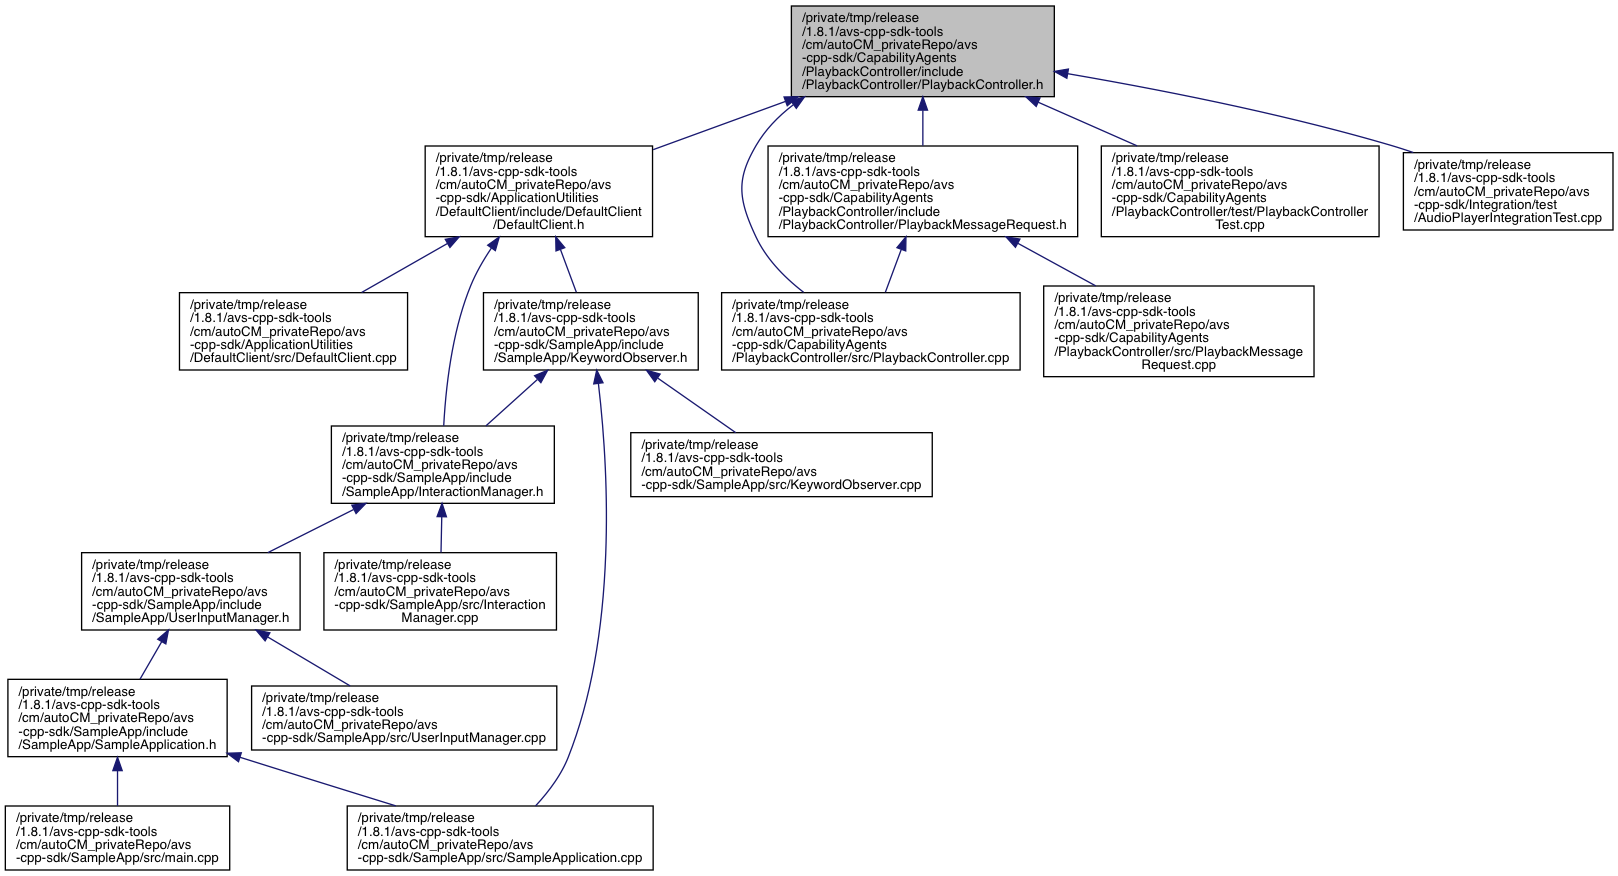 /private/tmp/release
/1.8.1/avs-cpp-sdk-tools
/cm/autoCM_privateRepo/avs
-cpp-sdk/CapabilityAgents
/PlaybackController/include
/PlaybackController/PlaybackController.h
/private/tmp/release
/1.8.1/avs-cpp-sdk-tools
/cm/autoCM_privateRepo/avs
-cpp-sdk/ApplicationUtilities
/DefaultClient/include/DefaultClient
/DefaultClient.h
/private/tmp/release
/1.8.1/avs-cpp-sdk-tools
/cm/autoCM_privateRepo/avs
-cpp-sdk/CapabilityAgents
/PlaybackController/include
/PlaybackController/PlaybackMessageRequest.h
/private/tmp/release
/1.8.1/avs-cpp-sdk-tools
/cm/autoCM_privateRepo/avs
-cpp-sdk/CapabilityAgents
/PlaybackController/test/PlaybackController
Test.cpp
/private/tmp/release
/1.8.1/avs-cpp-sdk-tools
/cm/autoCM_privateRepo/avs
-cpp-sdk/Integration/test
/AudioPlayerIntegrationTest.cpp
/private/tmp/release
/1.8.1/avs-cpp-sdk-tools
/cm/autoCM_privateRepo/avs
-cpp-sdk/ApplicationUtilities
/DefaultClient/src/DefaultClient.cpp
/private/tmp/release
/1.8.1/avs-cpp-sdk-tools
/cm/autoCM_privateRepo/avs
-cpp-sdk/SampleApp/include
/SampleApp/KeywordObserver.h
/private/tmp/release
/1.8.1/avs-cpp-sdk-tools
/cm/autoCM_privateRepo/avs
-cpp-sdk/CapabilityAgents
/PlaybackController/src/PlaybackController.cpp
/private/tmp/release
/1.8.1/avs-cpp-sdk-tools
/cm/autoCM_privateRepo/avs
-cpp-sdk/CapabilityAgents
/PlaybackController/src/PlaybackMessage
Request.cpp
/private/tmp/release
/1.8.1/avs-cpp-sdk-tools
/cm/autoCM_privateRepo/avs
-cpp-sdk/SampleApp/include
/SampleApp/InteractionManager.h
/private/tmp/release
/1.8.1/avs-cpp-sdk-tools
/cm/autoCM_privateRepo/avs
-cpp-sdk/SampleApp/src/KeywordObserver.cpp
/private/tmp/release
/1.8.1/avs-cpp-sdk-tools
/cm/autoCM_privateRepo/avs
-cpp-sdk/SampleApp/include
/SampleApp/UserInputManager.h
/private/tmp/release
/1.8.1/avs-cpp-sdk-tools
/cm/autoCM_privateRepo/avs
-cpp-sdk/SampleApp/src/Interaction
Manager.cpp
/private/tmp/release
/1.8.1/avs-cpp-sdk-tools
/cm/autoCM_privateRepo/avs
-cpp-sdk/SampleApp/include
/SampleApp/SampleApplication.h
/private/tmp/release
/1.8.1/avs-cpp-sdk-tools
/cm/autoCM_privateRepo/avs
-cpp-sdk/SampleApp/src/UserInputManager.cpp
/private/tmp/release
/1.8.1/avs-cpp-sdk-tools
/cm/autoCM_privateRepo/avs
-cpp-sdk/SampleApp/src/main.cpp
/private/tmp/release
/1.8.1/avs-cpp-sdk-tools
/cm/autoCM_privateRepo/avs
-cpp-sdk/SampleApp/src/SampleApplication.cpp